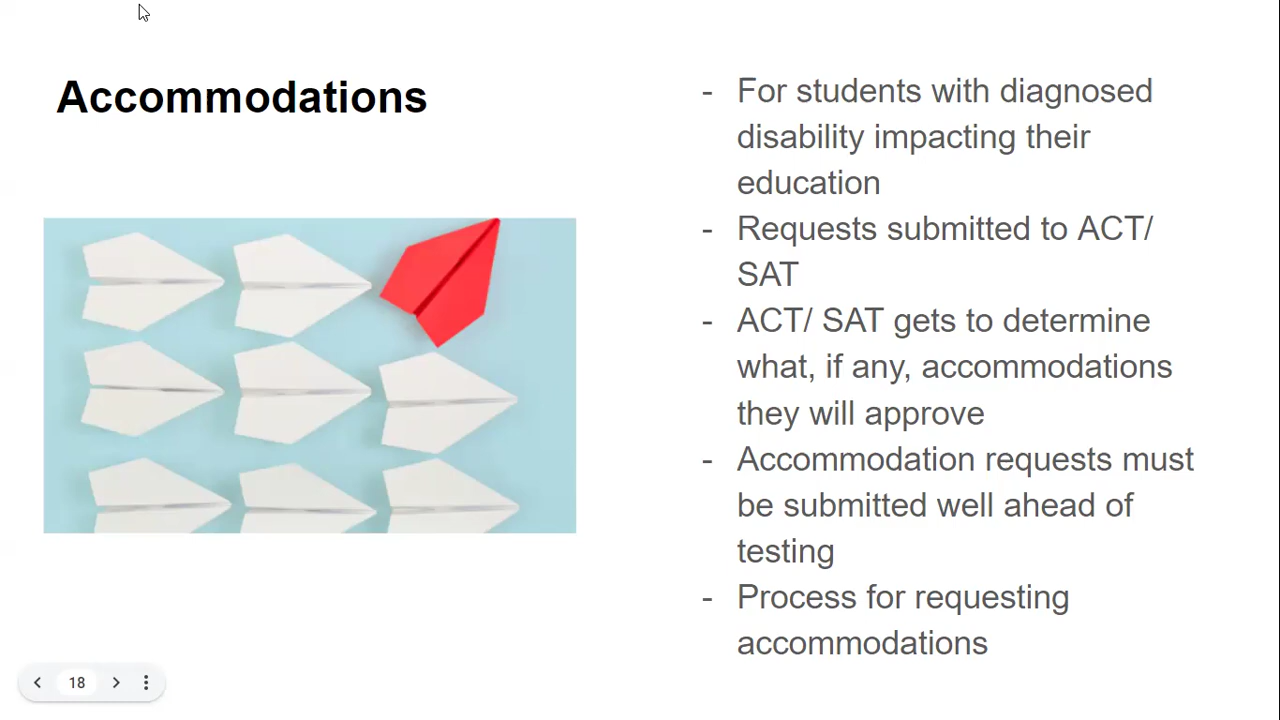 Accommodations
- For students with diagnosed
disability impacting their
education
- Requests submitted to ACT/
SAT
- ACT/ SAT gets to determine
what, if any, accommodations
they will approve
- Accommodation requests must
be submitted well ahead of
testing
- Process for requesting
accommodations
18